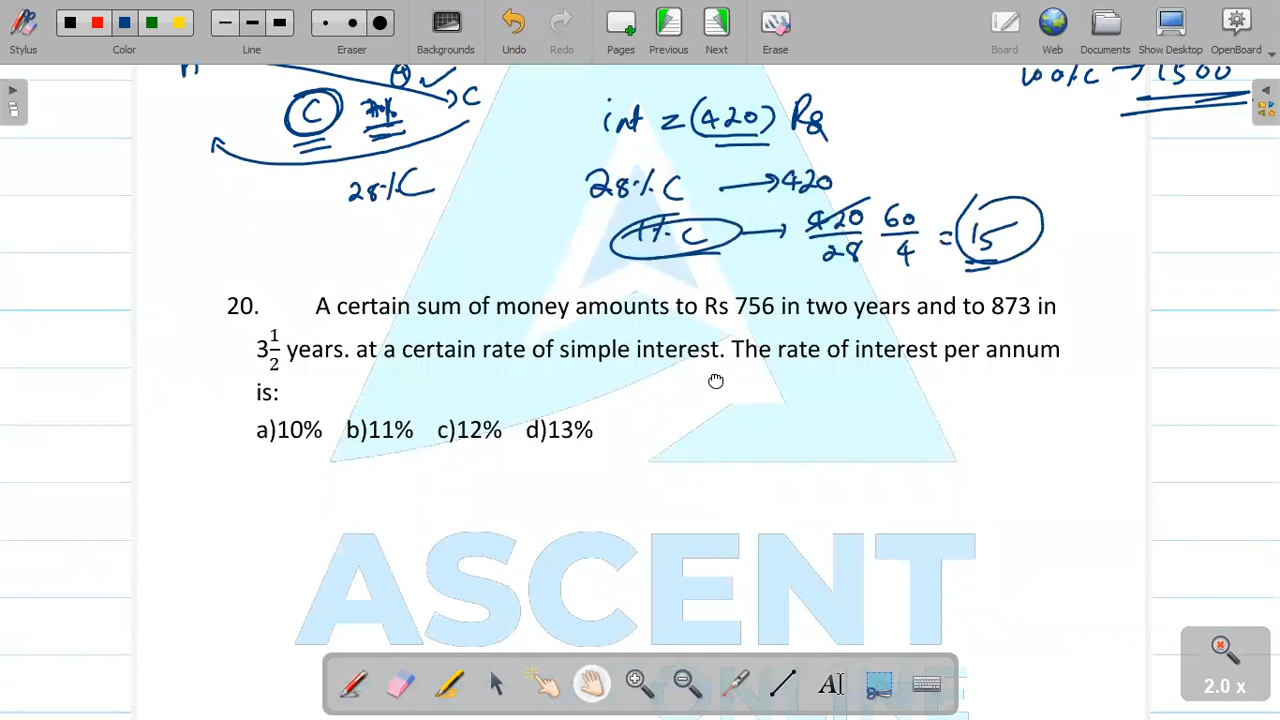 Stylus Color Line Eraser Backgrounds Undo Redo Pages Previous Next Erase Board Web Documents Show Desktop OpenBoard
100%C → 1500
C
C
28%C
int = (420) Rs
28%C → 420
1%C → 420/28 60/4 = 15
20. A certain sum of money amounts to Rs 756 in two years and to 873 in
3 1/2 years. at a certain rate of simple interest. The rate of interest per annum
is:
a)10% b)11% c)12% d)13%
ASCENT
ONLINE
2.0 x